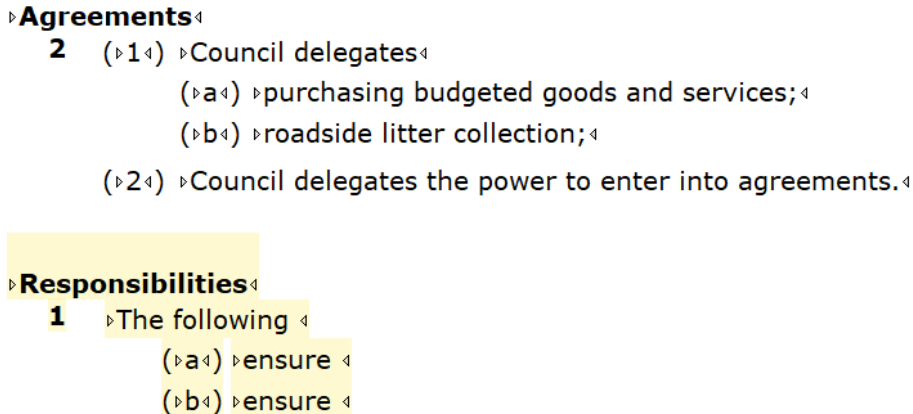 Agreements
2 (1) Council delegates
(a) purchasing budgeted goods and services;
(b) roadside litter collection;
(2) Council delegates the power to enter into agreements.
Responsibilities
1 The following
(a) ensure
(b) ensure